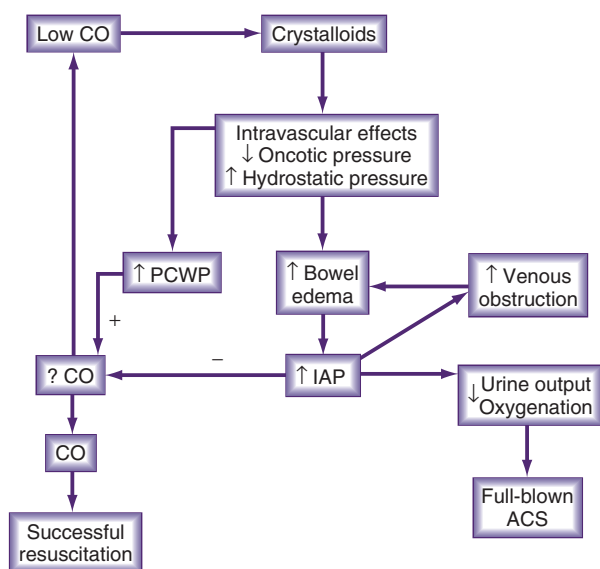 Low CO
Crystalloids
Intravascular effects
↓ Oncotic pressure
↑ Hydrostatic pressure
↑ PCWP
↑ Bowel
edema
↑ Venous
obstruction
+
−
? CO
↑ IAP
↓ Urine output
Oxygenation
CO
Successful
resuscitation
Full-blown
ACS